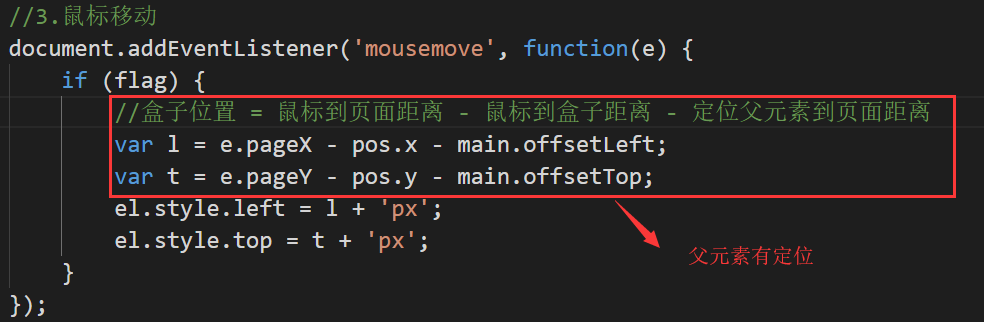 //3.鼠标移动
document.addEventListener('mousemove', function(e) {
if (flag) {
//盒子位置 = 鼠标到页面距离 - 鼠标到盒子距离 - 定位父元素到页面距离
var l = e.pageX - pos.x - main.offsetLeft;
var t = e.pageY - pos.y - main.offsetTop;
el.style.left = l + 'px';
el.style.top = t + 'px';
父元素有定位
}
});